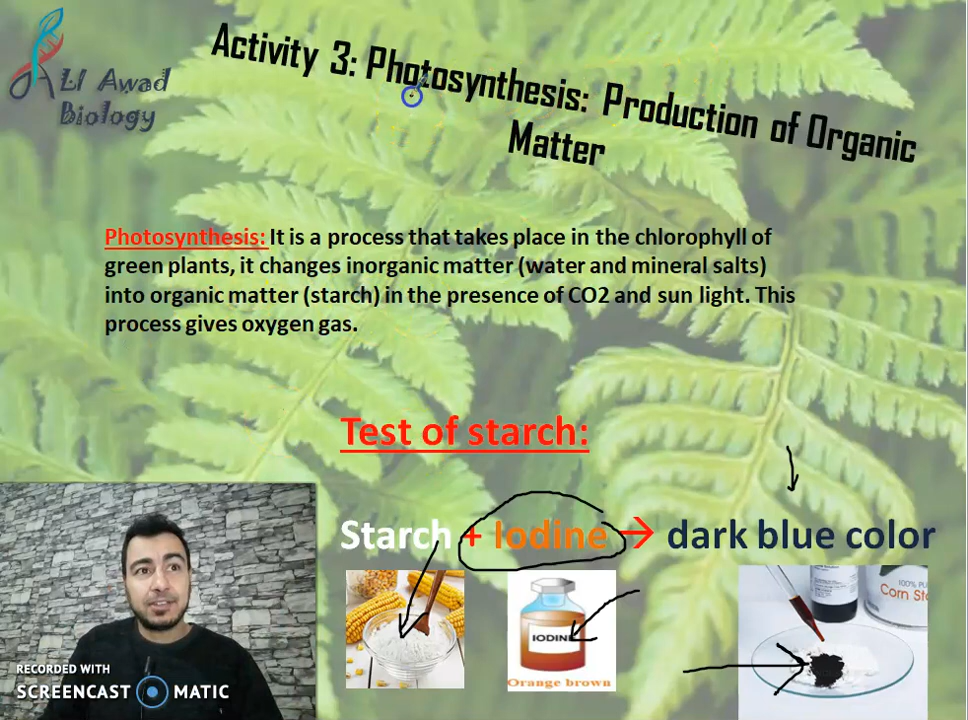 ALI Awad
Biology
Activity 3: Photosynthesis: Production of Organic
Matter
Photosynthesis: It is a process that takes place in the chlorophyll of
green plants, it changes inorganic matter (water and mineral salts)
into organic matter (starch) in the presence of CO2 and sun light. This
process gives oxygen gas.
Test of starch:
Starch + Iodine → dark blue color
IODINE
Orange brown
100% PU
Corn Sta
RECORDED WITH
SCREENCAST MATIC